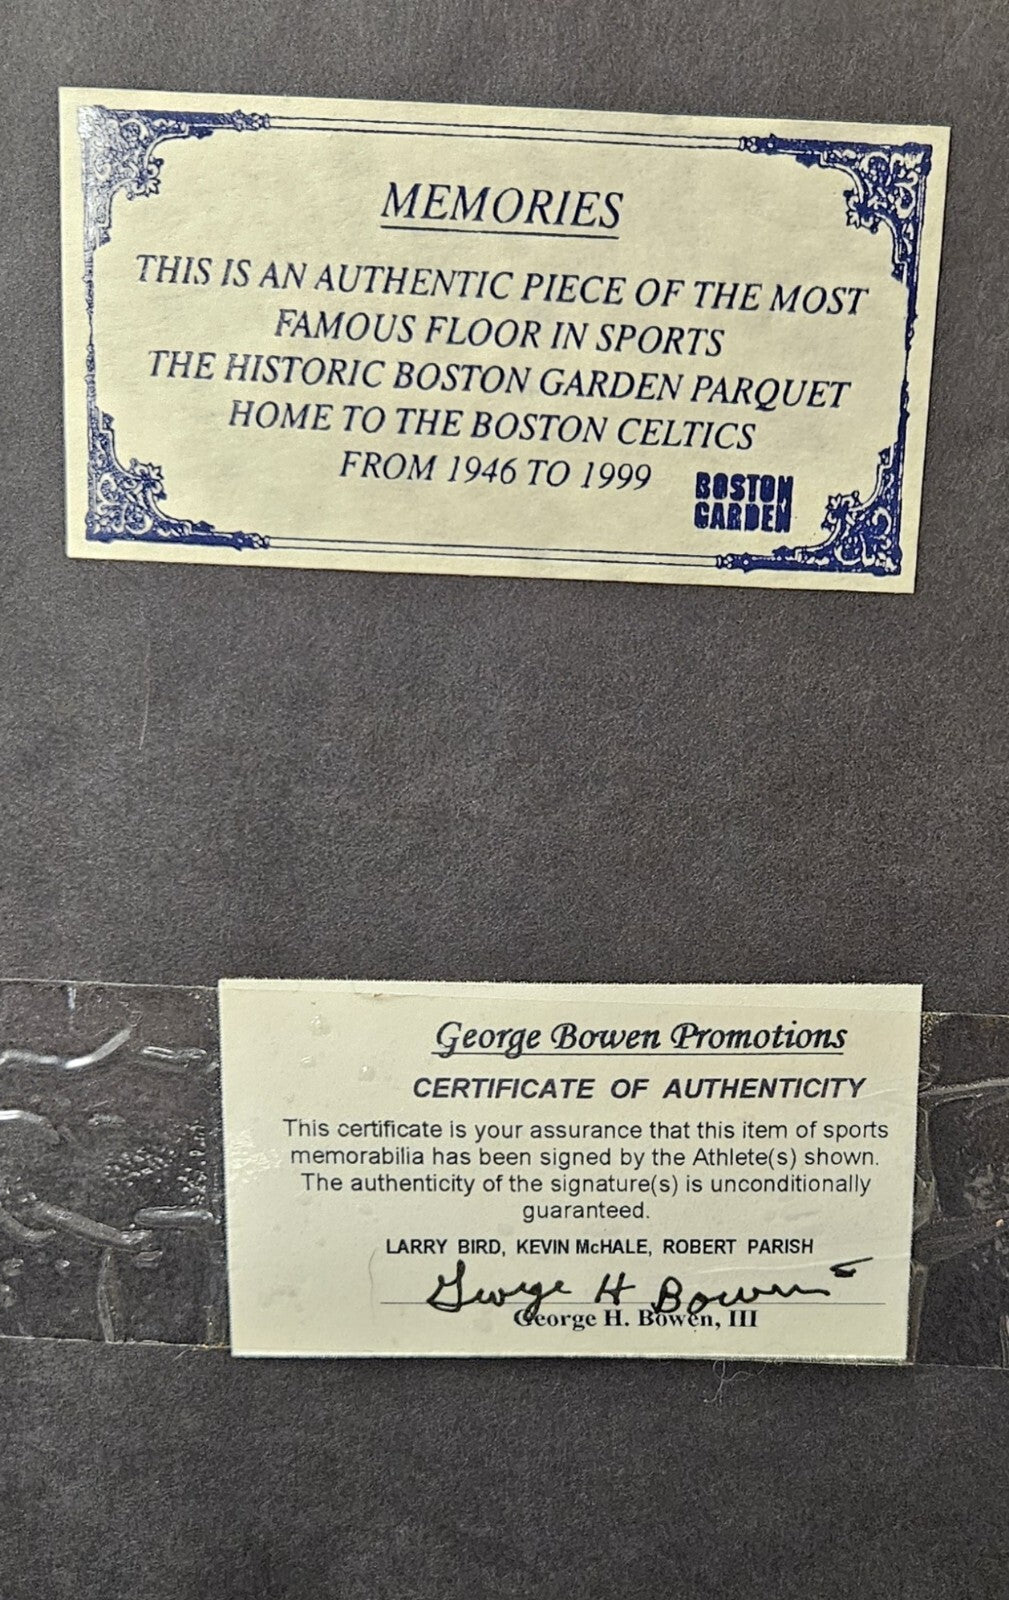 MEMORIES
THIS IS AN AUTHENTIC PIECE OF THE MOST
FAMOUS FLOOR IN SPORTS
THE HISTORIC BOSTON GARDEN PARQUET
HOME TO THE BOSTON CELTICS
FROM 1946 TO 1999
BOSTON
GARDEN
George Bowen Promotions
CERTIFICATE OF AUTHENTICITY
This certificate is your assurance that this item of sports
memorabilia has been signed by the Athlete(s) shown.
The authenticity of the signature(s) is unconditionally
guaranteed.
LARRY BIRD, KEVIN McHALE, ROBERT PARISH
George H Bowen
George H. Bowen, III